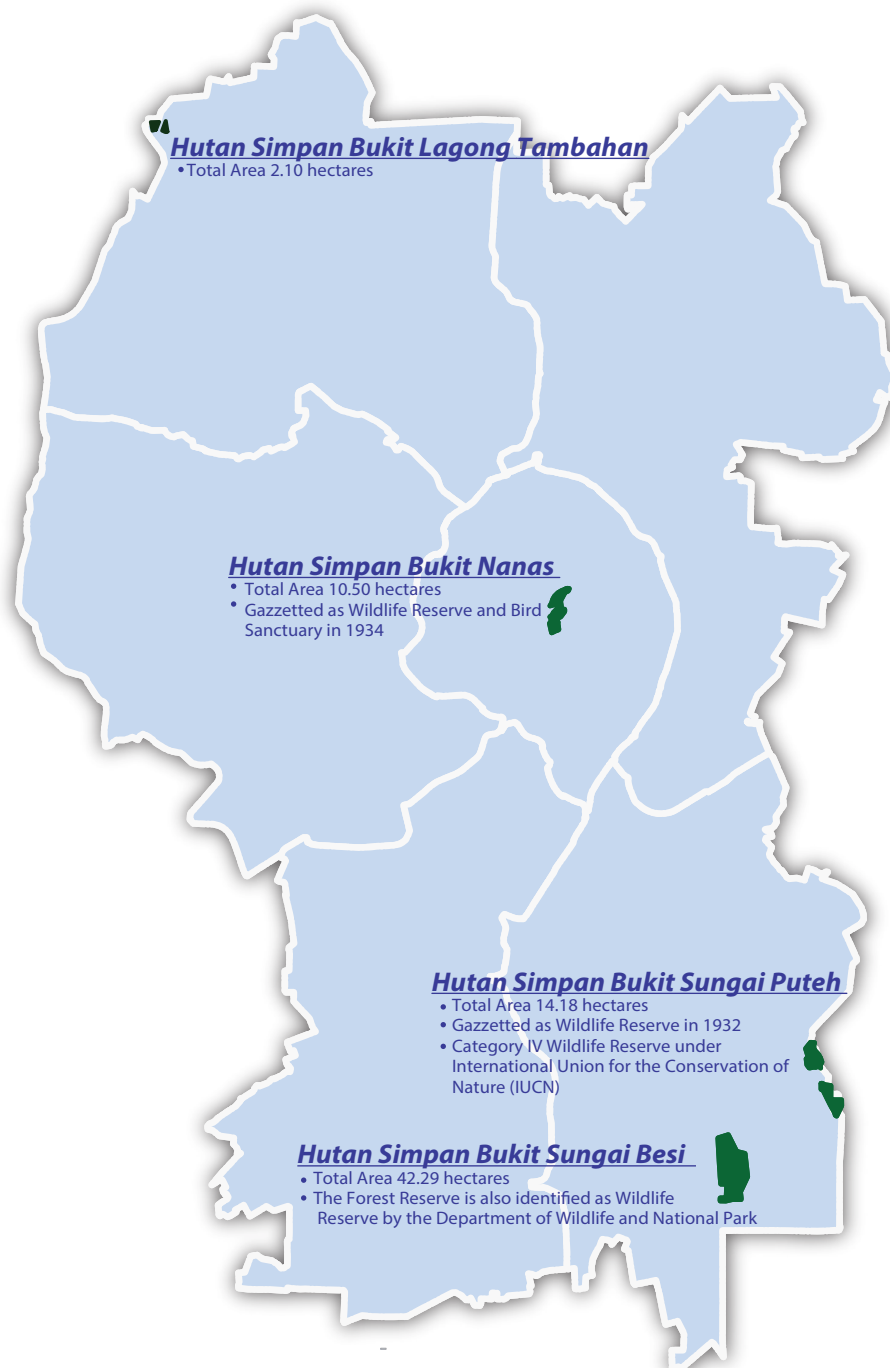 Hutan Simpan Bukit Lagong Tambahan
• Total Area 2.10 hectares
Hutan Simpan Bukit Nanas
• Total Area 10.50 hectares
• Gazzetted as Wildlife Reserve and Bird
Sanctuary in 1934
Hutan Simpan Bukit Sungai Puteh
• Total Area 14.18 hectares
• Gazzetted as Wildlife Reserve in 1932
• Category IV Wildlife Reserve under
International Union for the Conservation of
Nature (IUCN)
Hutan Simpan Bukit Sungai Besi
• Total Area 42.29 hectares
• The Forest Reserve is also identified as Wildlife
Reserve by the Department of Wildlife and National Park